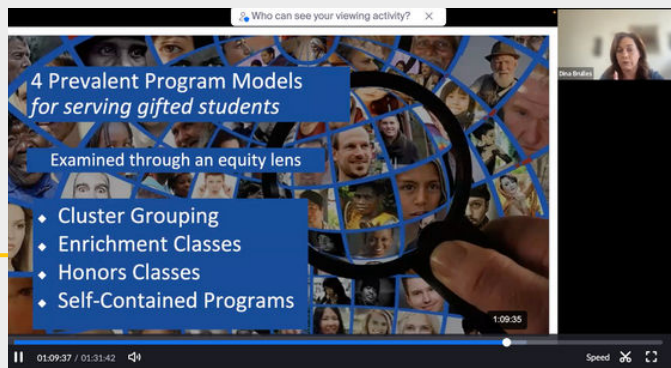 Who can see your viewing activity?
4 Prevalent Program Models
for serving gifted students
Dina Brulles
Examined through an equity lens
Cluster Grouping
Enrichment Classes
Honors Classes
Self-Contained Programs
1:09:35
01:09:37 / 01:31:42
Speed